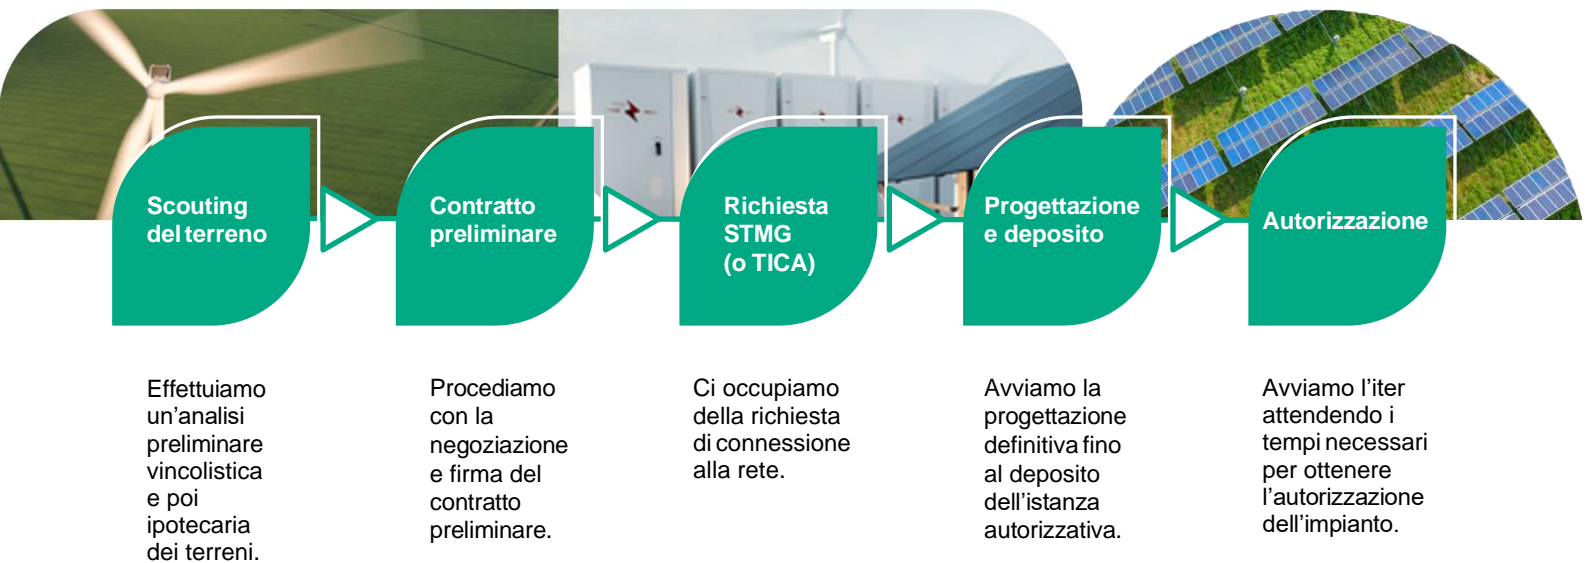 Scouting
del terreno
Contratto
preliminare
Richiesta
STMG
(o TICA)
Progettazione
e deposito
Autorizzazione
Effettuiamo
un’analisi
preliminare
vincolistica
e poi
ipotecaria
dei terreni.
Procediamo
con la
negoziazione
e firma del
contratto
preliminare.
Ci occupiamo
della richiesta
di connessione
alla rete.
Avviamo la
progettazione
definitiva fino
al deposito
dell’istanza
autorizzativa.
Avviamo l’iter
attendendo i
tempi necessari
per ottenere
l’autorizzazione
dell’impianto.